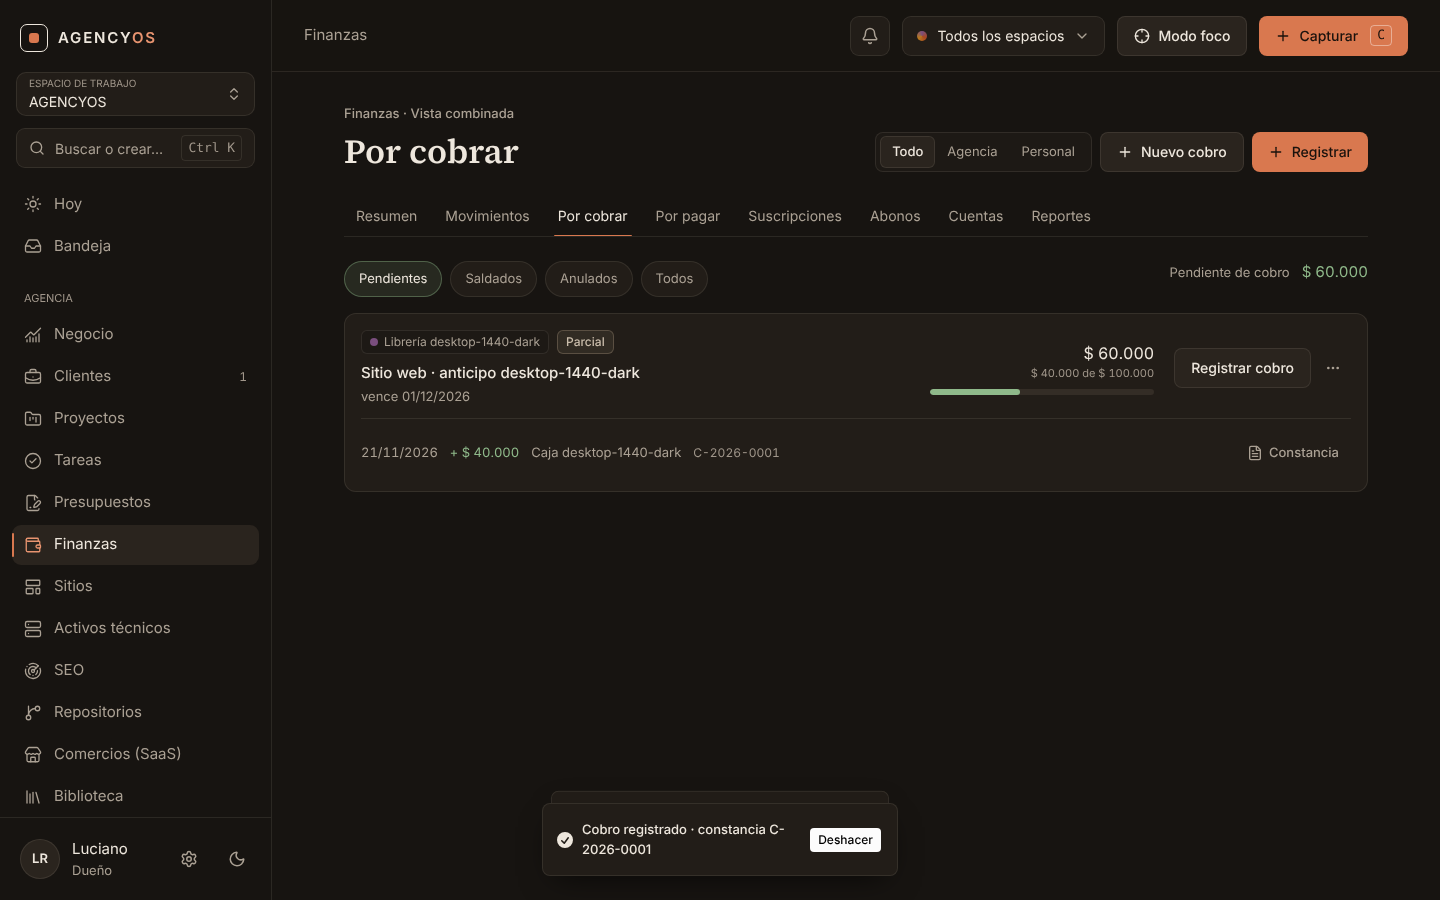 AGENCYOS
ESPACIO DE TRABAJO
AGENCYOS
Buscar o crear... Ctrl K
Hoy
Bandeja
AGENCIA
Negocio
Clientes 1
Proyectos
Tareas
Presupuestos
Finanzas
Sitios
Activos técnicos
SEO
Repositorios
Comercios (SaaS)
Biblioteca
LR
Luciano
Dueño
Finanzas
Todos los espacios
Modo foco
Capturar C
Finanzas · Vista combinada
Por cobrar
Todo Agencia Personal
Nuevo cobro
Registrar
Resumen Movimientos Por cobrar Por pagar Suscripciones Abonos Cuentas Reportes
Pendientes Saldados Anulados Todos
Pendiente de cobro $ 60.000
Librería desktop-1440-dark Parcial
Sitio web · anticipo desktop-1440-dark
vence 01/12/2026
$ 60.000
$ 40.000 de $ 100.000
Registrar cobro
21/11/2026 + $ 40.000 Caja desktop-1440-dark C-2026-0001
Constancia
Cobro registrado · constancia C-
2026-0001
Deshacer